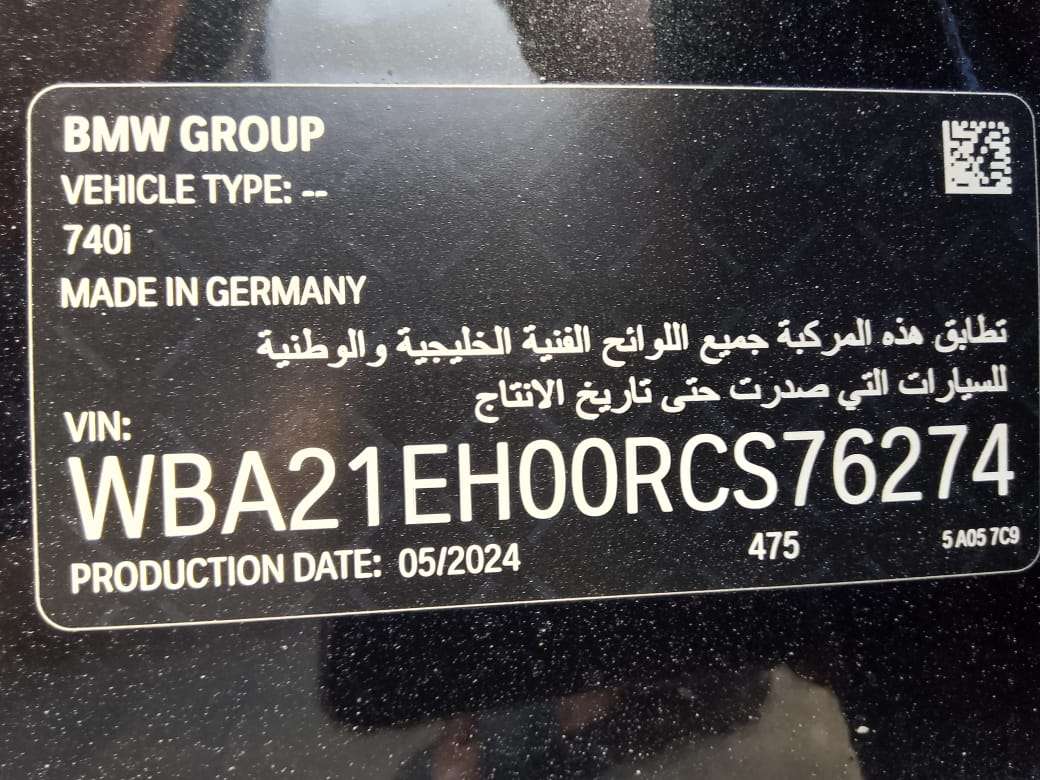 BMW GROUP
VEHICLE TYPE: --
740i
MADE IN GERMANY
تطابق هذه المركبة جميع اللوائح الفنية الخليجية والوطنية
للسيارات التي صدرت حتى تاريخ الانتاج
VIN:
WBA21EH00RCS76274
PRODUCTION DATE: 05/2024 475 5 A05 7C9